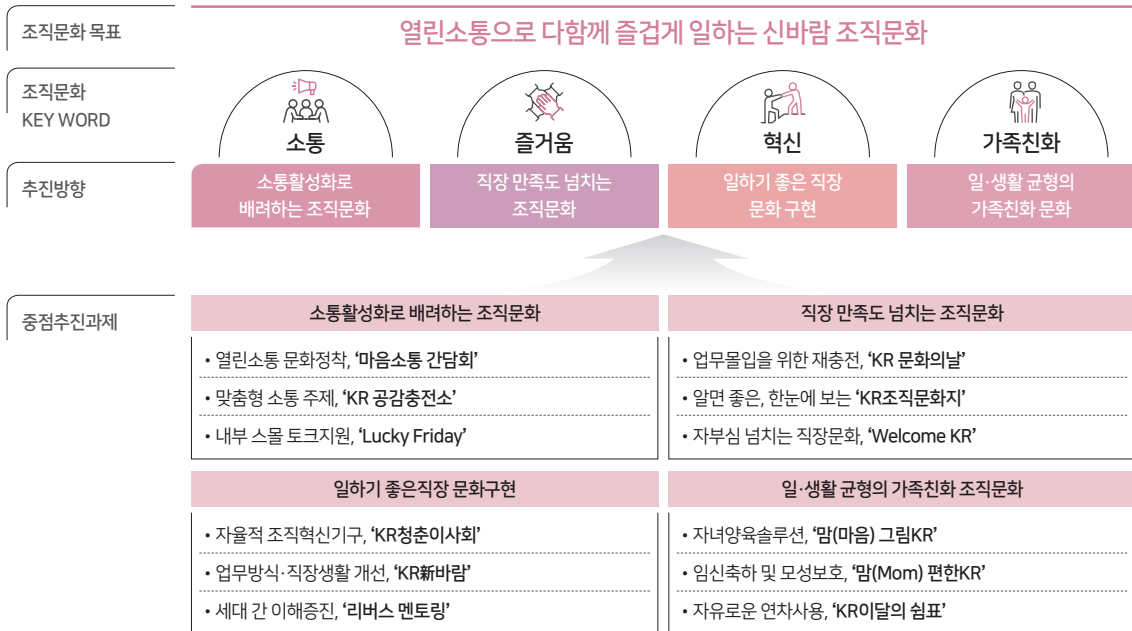 조직문화 목표
열린소통으로 다함께 즐겁게 일하는 신바람 조직문화
조직문화
KEY WORD
소통
즐거움
혁신
가족친화
추진방향
소통활성화로
배려하는 조직문화
직장 만족도 넘치는
조직문화
일하기 좋은 직장
문화 구현
일·생활 균형의
가족친화 문화
중점추진과제
소통활성화로 배려하는 조직문화
• 열린소통 문화정착, ‘마음소통 간담회’
• 맞춤형 소통 주제, ‘KR 공감충전소’
• 내부 스몰 토크지원, ‘Lucky Friday’
직장 만족도 넘치는 조직문화
• 업무몰입을 위한 재충전, ‘KR 문화의날’
• 알면 좋은, 한눈에 보는 ‘KR조직문화지’
• 자부심 넘치는 직장문화, ‘Welcome KR’
일하기 좋은직장 문화구현
• 자율적 조직혁신기구, ‘KR청춘이사회’
• 업무방식·직장생활 개선, ‘KR新바람’
• 세대 간 이해증진, ‘리버스 멘토링’
일·생활 균형의 가족친화 조직문화
• 자녀양육솔루션, ‘맘(마음) 그림KR’
• 임신축하 및 모성보호, ‘맘(Mom) 편한KR’
• 자유로운 연차사용, ‘KR이달의 쉼표’